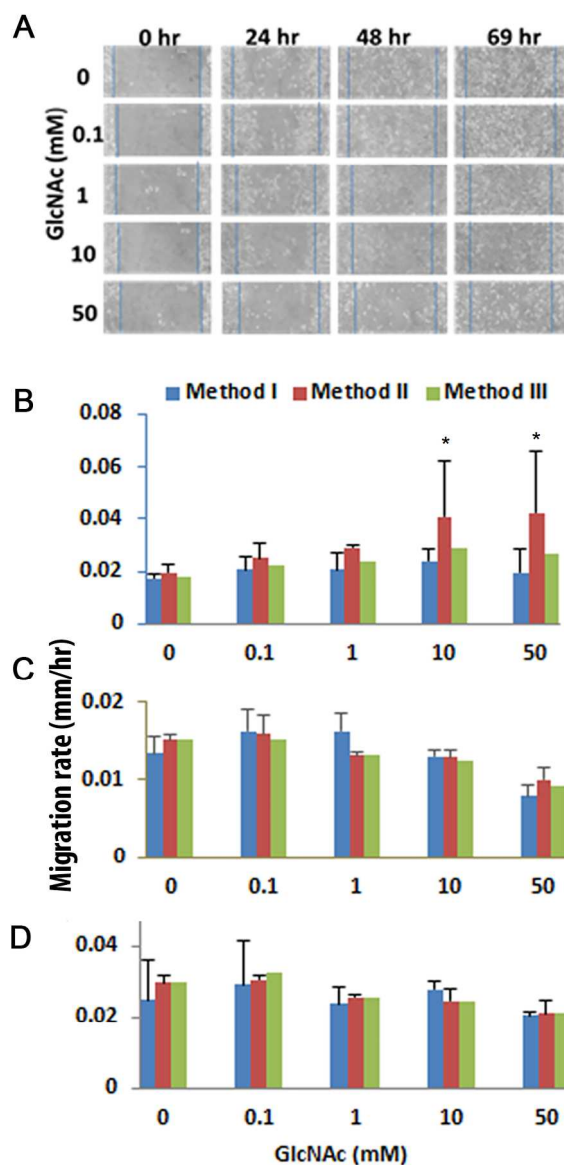 A
0 hr 24 hr 48 hr 69 hr
GlcNAc (mM)
0
0.1
1
10
50
B
Method I Method II Method III
0.08
0.06
0.04
0.02
0
* *
0 0.1 1 10 50
C
Migration rate (mm/hr)
0.02
0.01
0
0 0.1 1 10 50
D
0.04
0.02
0
0 0.1 1 10 50
GlcNAc (mM)